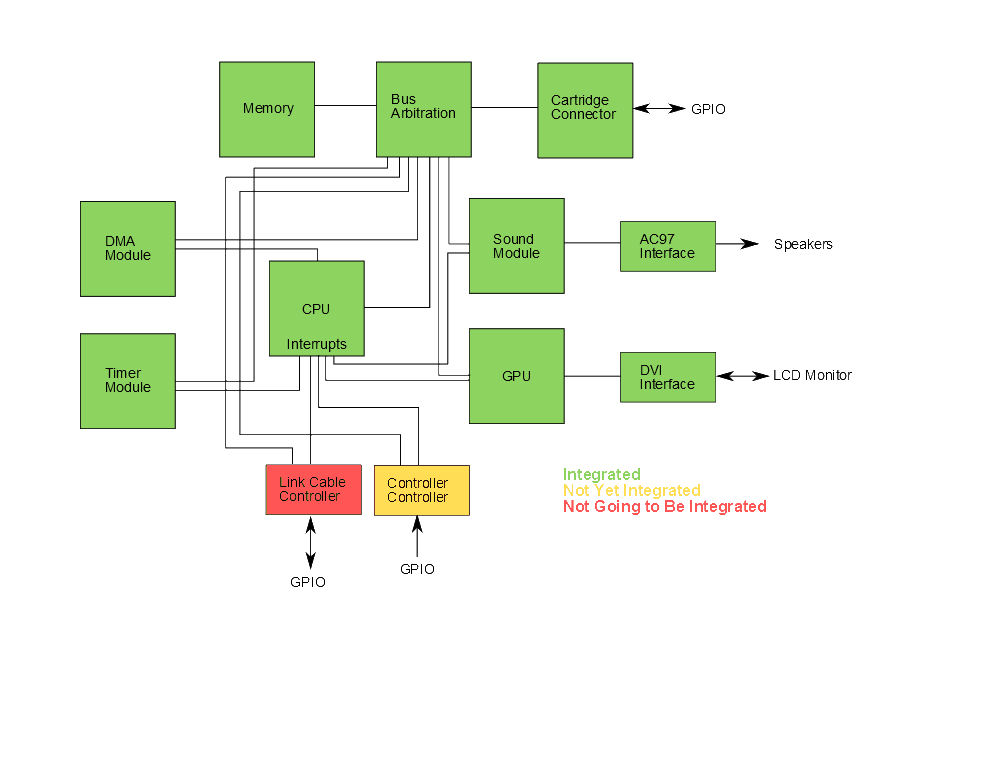 Memory
Bus
Arbitration
Cartridge
Connector
GPIO
DMA
Module
Sound
Module
AC97
Interface
Speakers
CPU
Interrupts
Timer
Module
GPU
DVI
Interface
LCD Monitor
Link Cable
Controller
Controller
Controller
Integrated
Not Yet Integrated
Not Going to Be Integrated
GPIO
GPIO